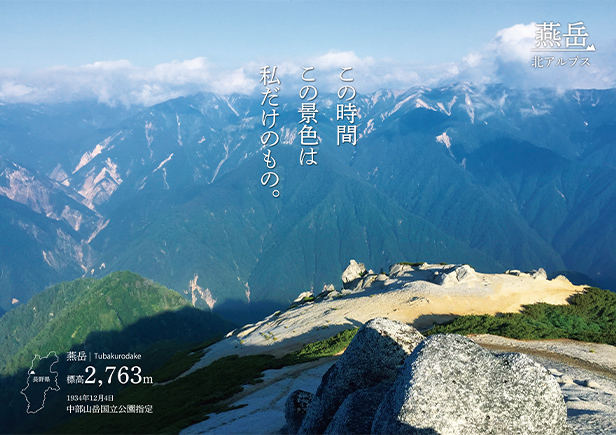 燕岳
北アルプス
この時間
この景色は
私だけのもの。
長野県
燕岳 | Tubakurodake
標高2,763m
1934年12月4日
中部山岳国立公園指定